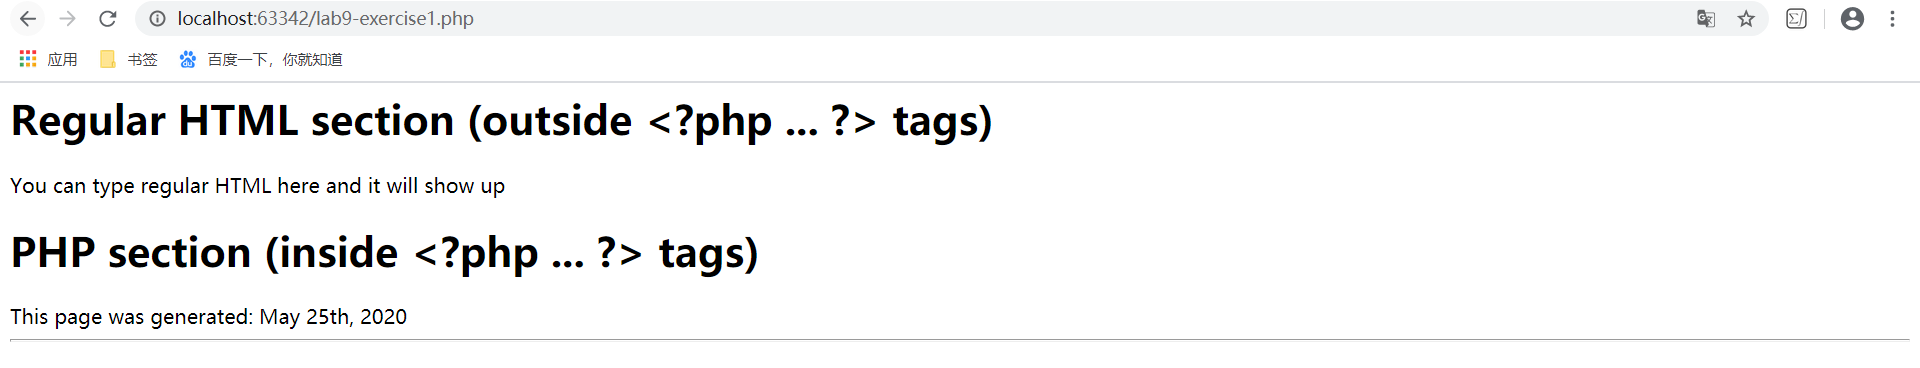 localhost:63342/lab9-exercise1.php
应用 书签 du 百度一下，你就知道
Regular HTML section (outside <?php ... ?> tags)
You can type regular HTML here and it will show up
PHP section (inside <?php ... ?> tags)
This page was generated: May 25th, 2020